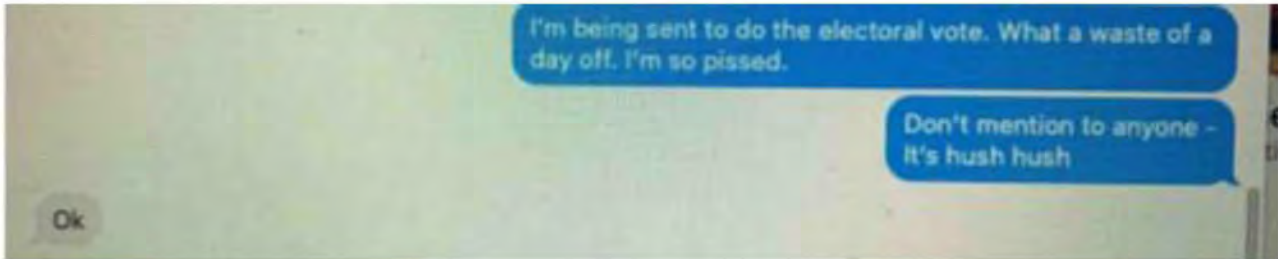 I'm being sent to do the electoral vote. What a waste of a
day off. I'm so pissed.
Don't mention to anyone -
It's hush hush
Ok